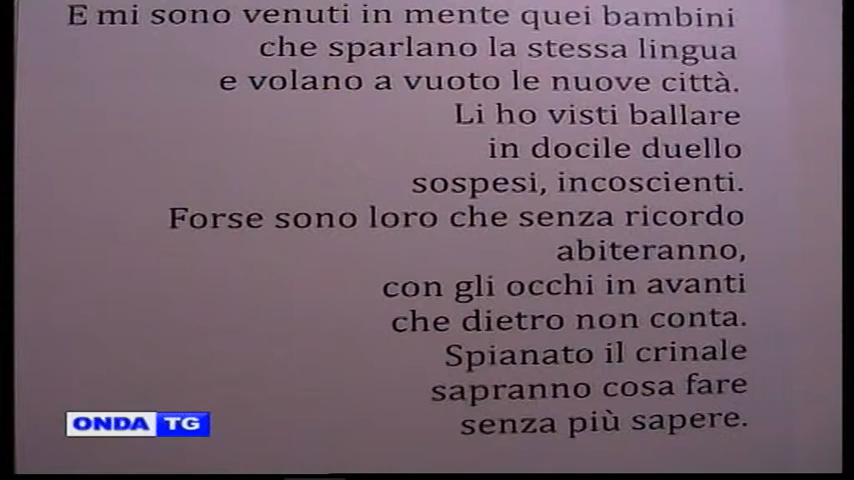 E mi sono venuti in mente quei bambini
che sparlano la stessa lingua
e volano a vuoto le nuove città.
Li ho visti ballare
in docile duello
sospesi, incoscienti.
Forse sono loro che senza ricordo
abiteranno,
con gli occhi in avanti
che dietro non conta.
Spianato il crinale
sapranno cosa fare
senza più sapere.
ONDA TG